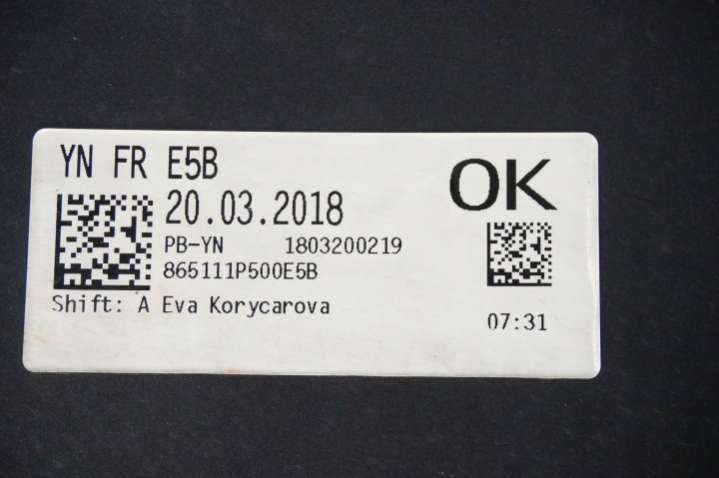 YN FR E5B
OK
20.03.2018
PB-YN 1803200219
865111P500E5B
Shift: A Eva Korycarova
07:31